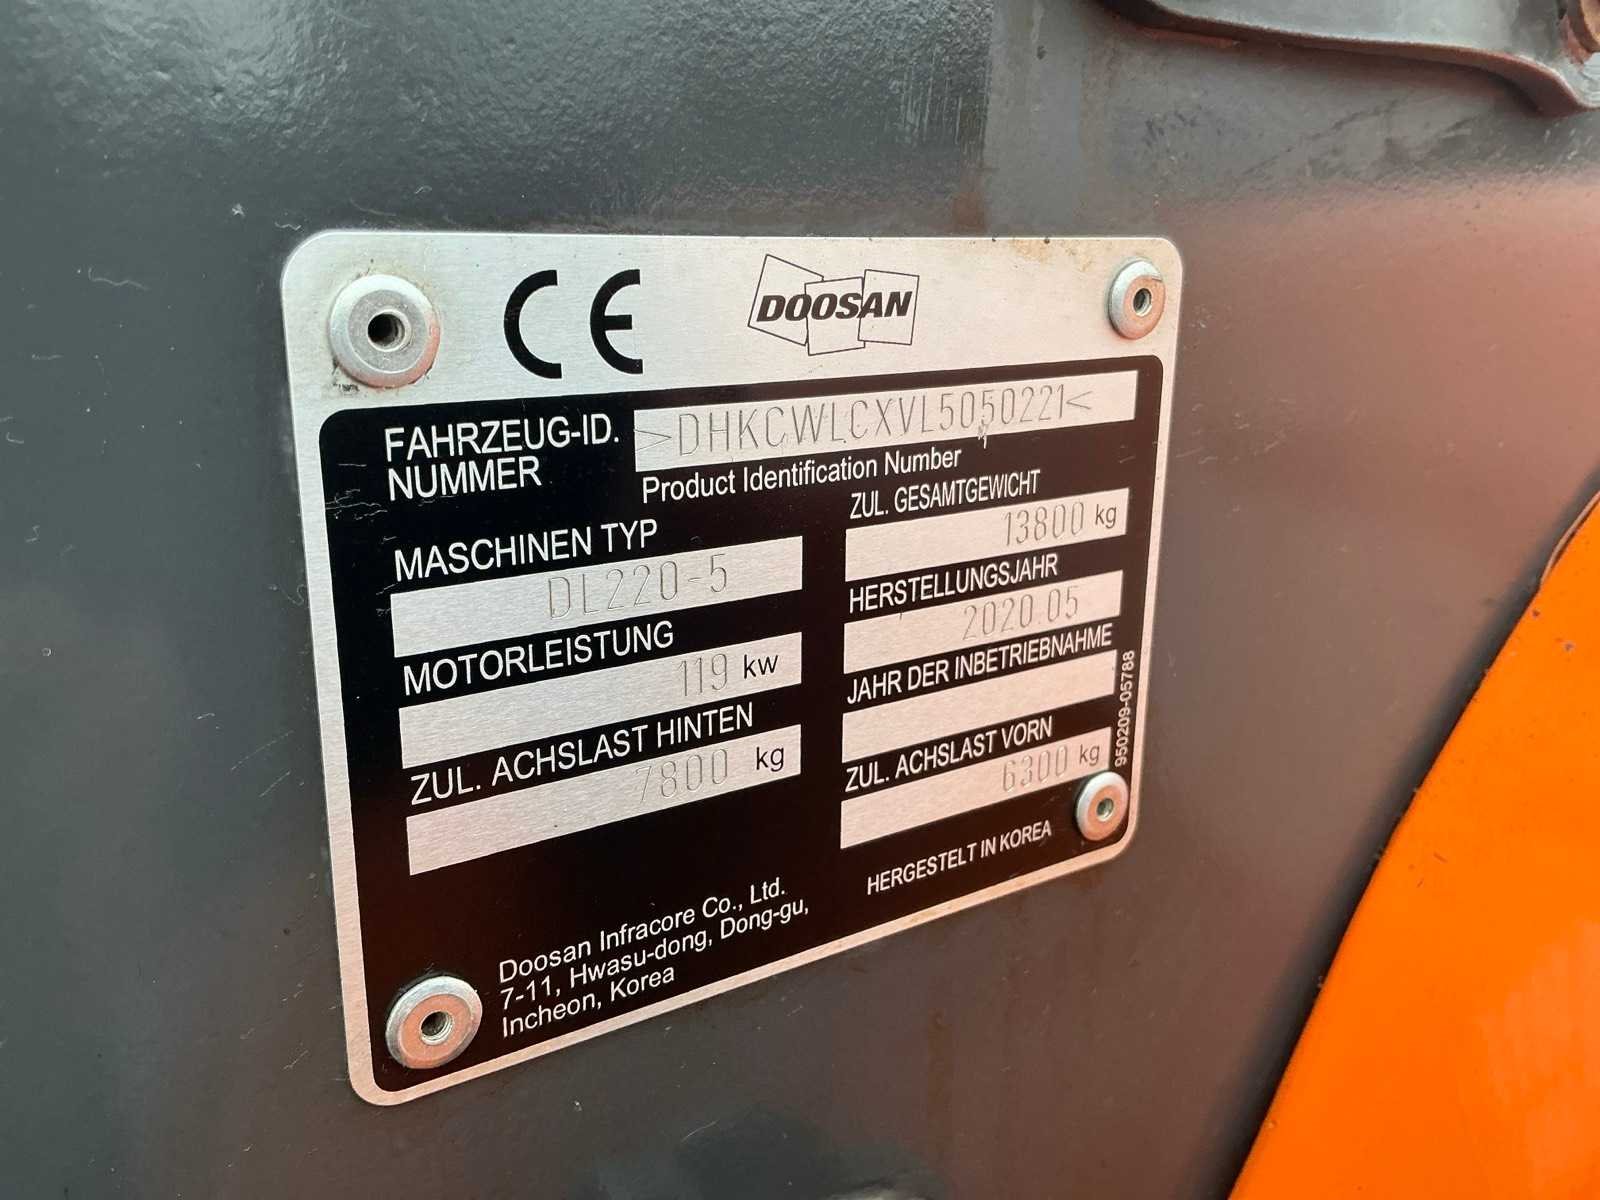 CE
DOOSAN
FAHRZEUG-ID. NUMMER
>DHKCWLCXVL5050221<
Product Identification Number
MASCHINEN TYP
DL220-5
MOTORLEISTUNG
119 kw
ZUL. ACHSLAST HINTEN
7800 kg
ZUL. GESAMTGEWICHT
13800 kg
HERSTELLUNGSJAHR
2020.05
JAHR DER INBETRIEBNAHME
ZUL. ACHSLAST VORN
6300 kg
950209-05788
HERGESTELT IN KOREA
Doosan Infracore Co., Ltd.
7-11, Hwasu-dong, Dong-gu,
Incheon, Korea